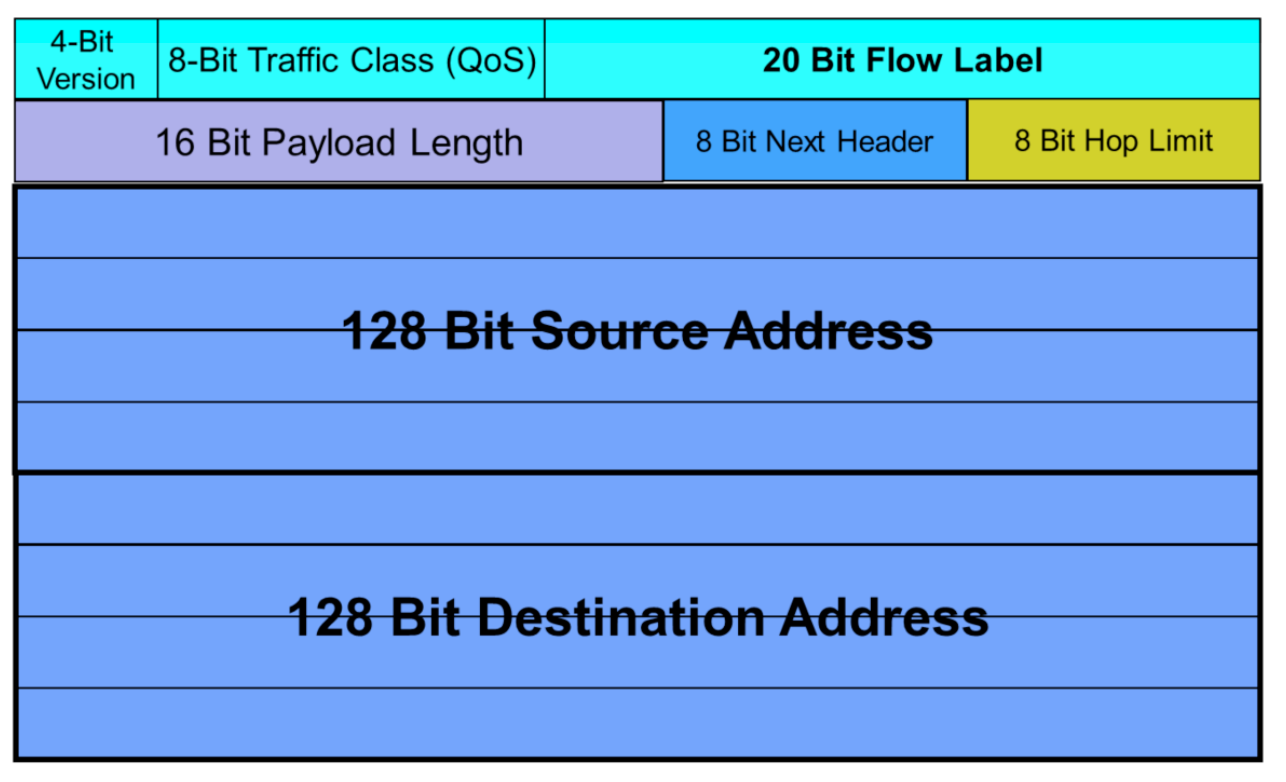 4-Bit
Version
8-Bit Traffic Class (QoS)
20 Bit Flow Label
16 Bit Payload Length
8 Bit Next Header
8 Bit Hop Limit
128 Bit Source Address
128 Bit Destination Address